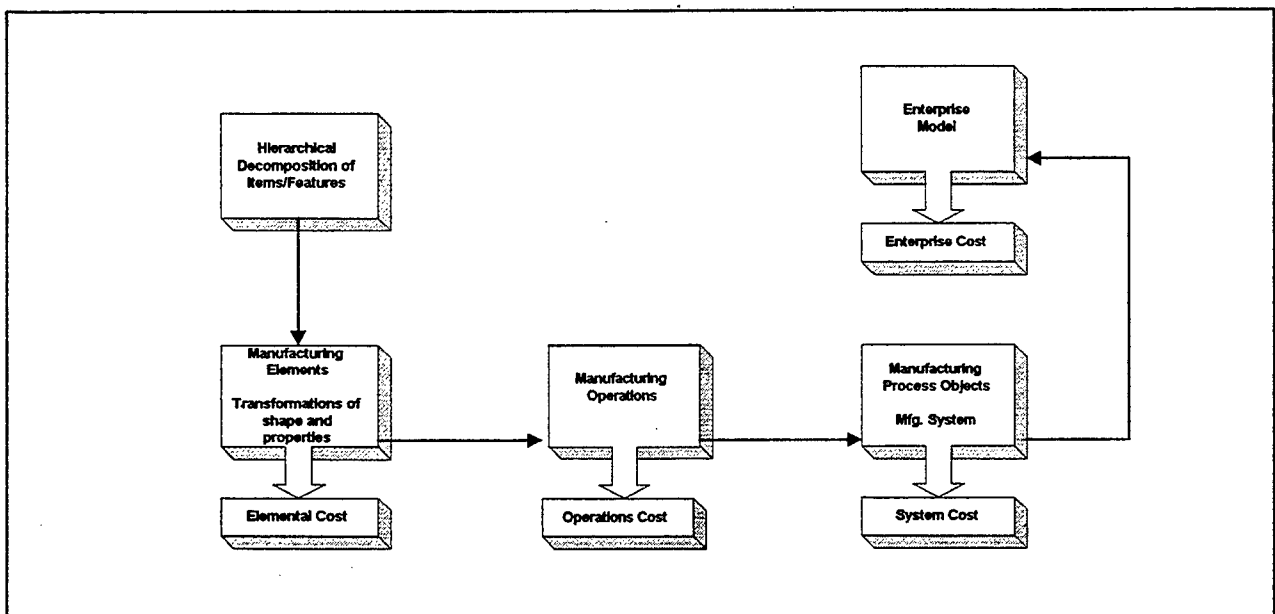 Hierarchical
Decomposition of
Items/Features
Enterprise
Model
Enterprise Cost
Manufacturing
Elements
Transformations of
shape and
properties
Elemental Cost
Manufacturing
Operations
Operations Cost
Manufacturing
Process Objects
Mfg. System
System Cost